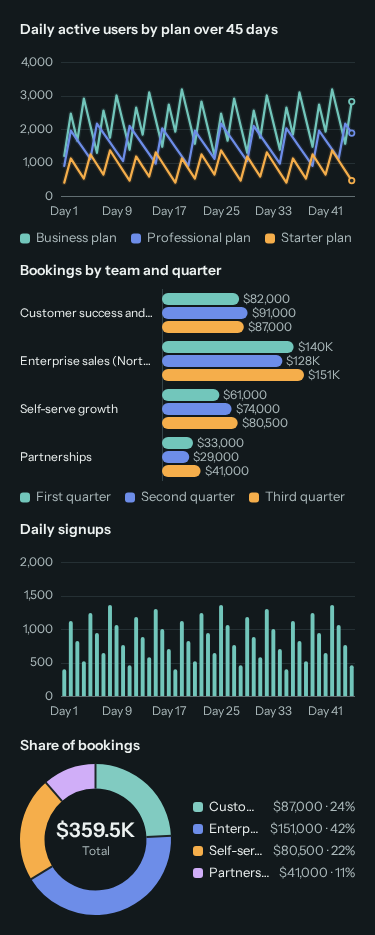 Daily active users by plan over 45 days
4,000
3,000
2,000
1,000
0
Day 1 Day 9 Day 17 Day 25 Day 33 Day 41
Business plan Professional plan Starter plan
Bookings by team and quarter
$82,000
Customer success and... $91,000
$87,000
$140K
Enterprise sales (Nort... $128K
$151K
$61,000
Self-serve growth $74,000
$80,500
$33,000
Partnerships $29,000
$41,000
First quarter Second quarter Third quarter
Daily signups
2,000
1,500
1,000
500
0
Day 1 Day 9 Day 17 Day 25 Day 33 Day 41
Share of bookings
$359.5K
Total
Custo... $87,000 · 24%
Enterp... $151,000 · 42%
Self-ser... $80,500 · 22%
Partners... $41,000 · 11%